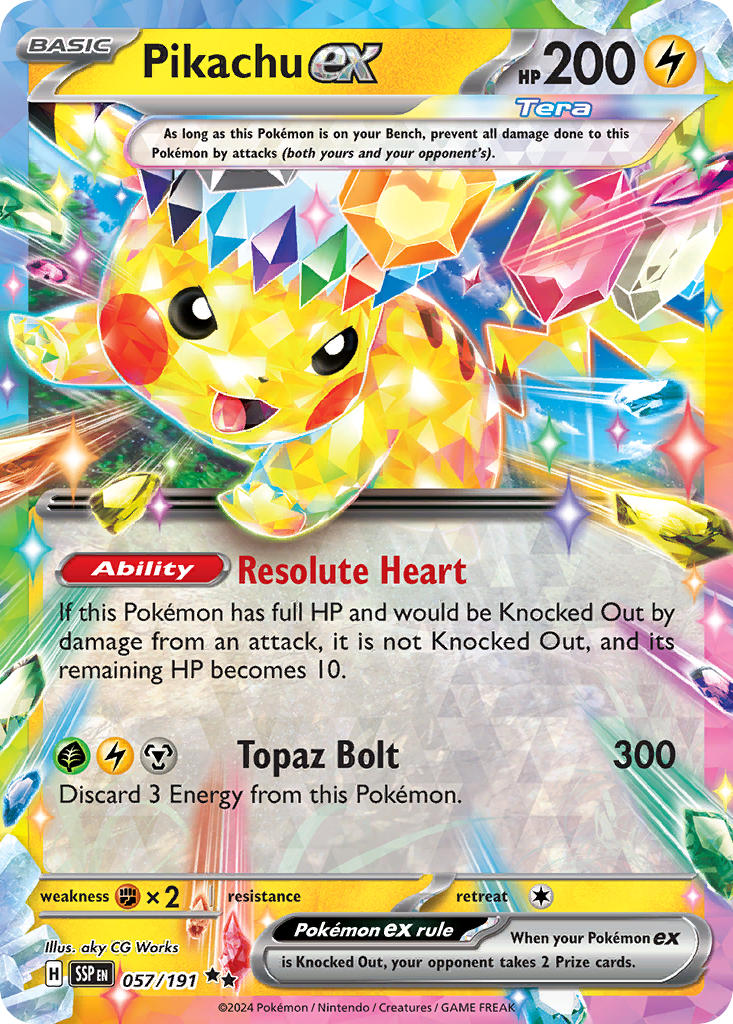 BASIC
Pikachu ex
HP 200
Tera
As long as this Pokémon is on your Bench, prevent all damage done to this
Pokémon by attacks (both yours and your opponent's).
Ability Resolute Heart
If this Pokémon has full HP and would be Knocked Out by
damage from an attack, it is not Knocked Out, and its
remaining HP becomes 10.
Topaz Bolt 300
Discard 3 Energy from this Pokémon.
weakness ×2 resistance retreat
Illus. aky CG Works
Pokémon ex rule
When your Pokémon ex
is Knocked Out, your opponent takes 2 Prize cards.
H SSP EN 057/191
©2024 Pokémon / Nintendo / Creatures / GAME FREAK